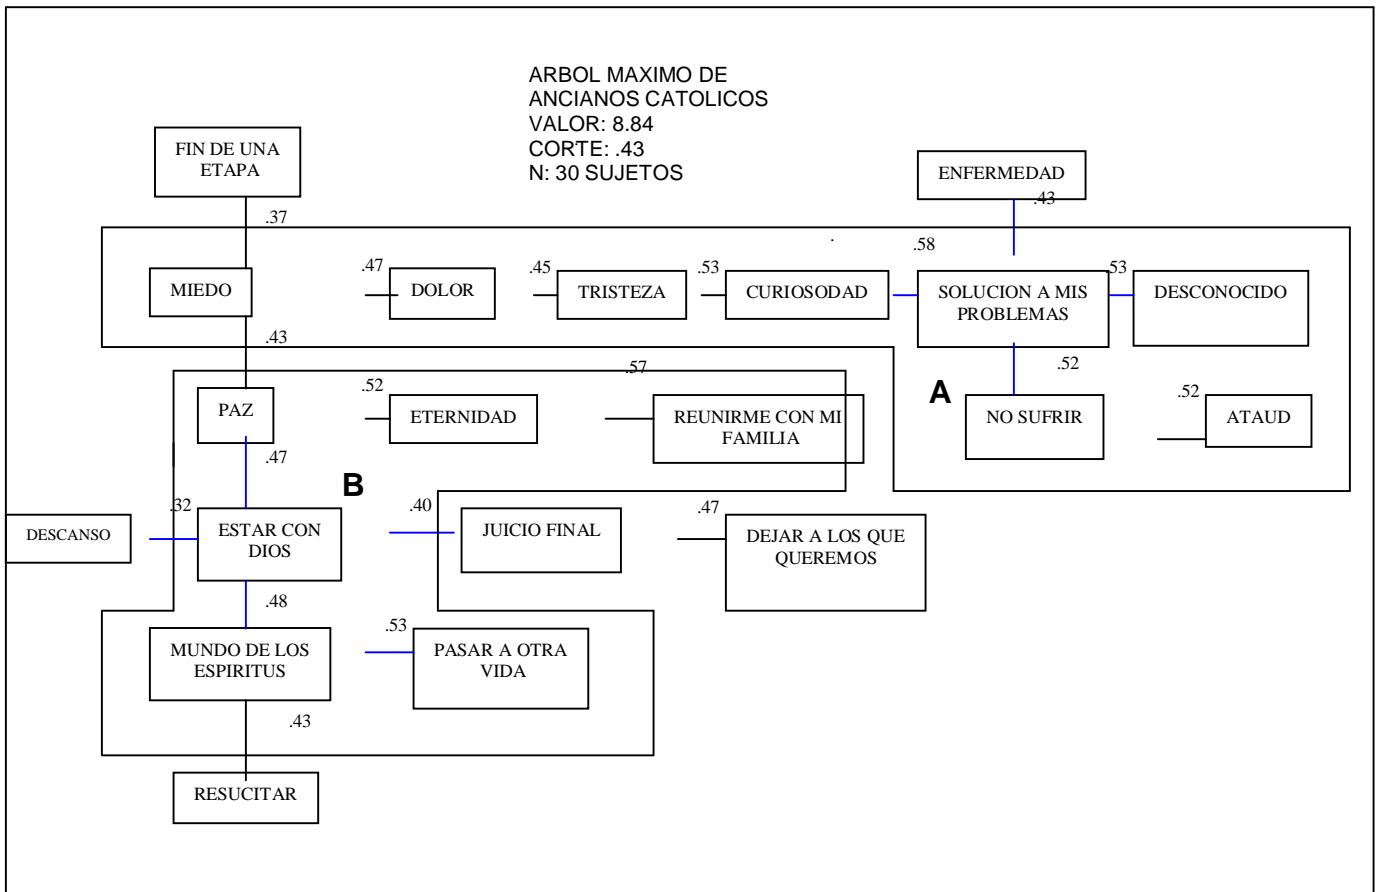 ARBOL MAXIMO DE
ANCIANOS CATOLICOS
VALOR: 8.84
CORTE: .43
N: 30 SUJETOS
FIN DE UNA
ETAPA
ENFERMEDAD
.43
.37
.
.58
MIEDO
.47
DOLOR
.45
TRISTEZA
.53
CURIOSODAD
SOLUCION A MIS
PROBLEMAS
.53
DESCONOCIDO
.43
.52
PAZ
.52
ETERNIDAD
.57
REUNIRME CON MI
FAMILIA
A
NO SUFRIR
.52
ATAUD
.47
B
DESCANSO
.32
ESTAR CON
DIOS
.40
JUICIO FINAL
.47
DEJAR A LOS QUE
QUEREMOS
.48
MUNDO DE LOS
ESPIRITUS
.53
PASAR A OTRA
VIDA
.43
RESUCITAR